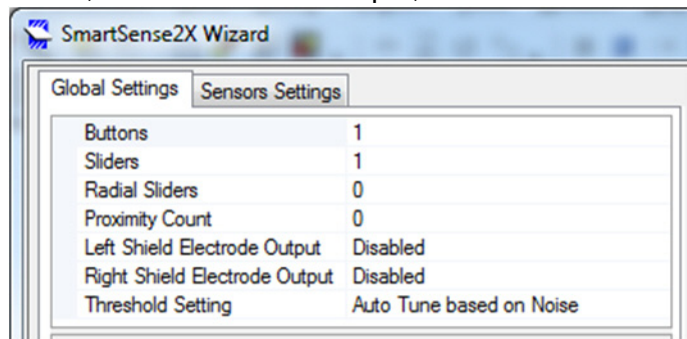 SmartSense2X Wizard
Global Settings Sensors Settings
Buttons 1
Sliders 1
Radial Sliders 0
Proximity Count 0
Left Shield Electrode Output Disabled
Right Shield Electrode Output Disabled
Threshold Setting Auto Tune based on Noise